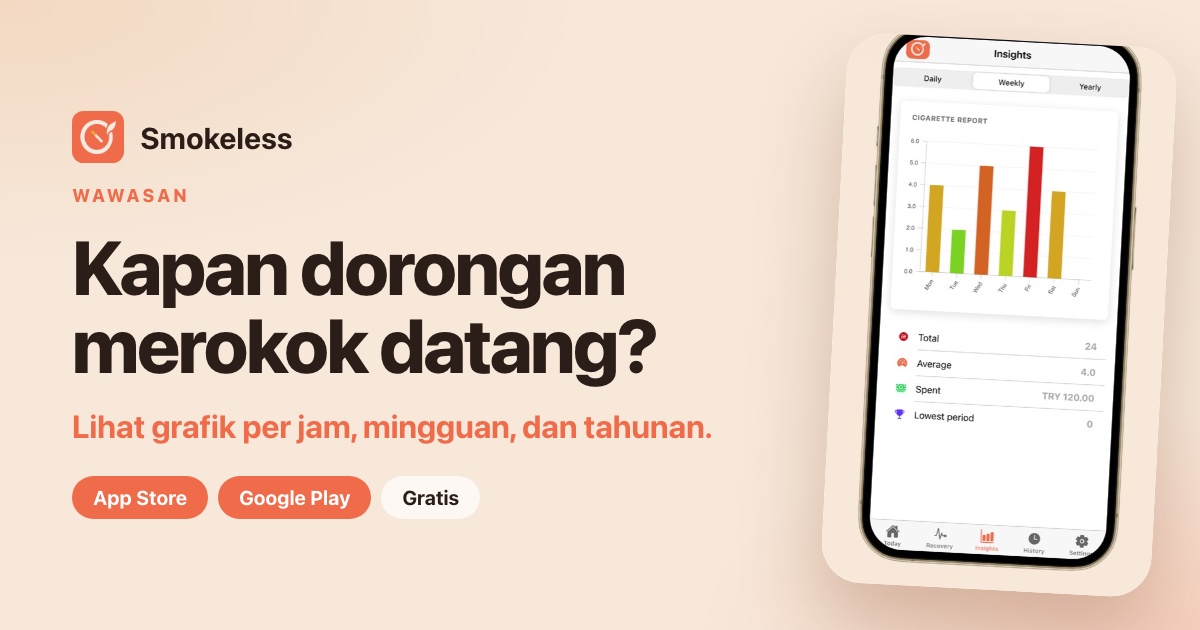 Smokeless
WAWASAN
Kapan dorongan
merokok datang?
Lihat grafik per jam, mingguan, dan tahunan.
App Store
Google Play
Gratis
Insights
Daily
Weekly
Yearly
CIGARETTE REPORT
6.0
5.0
4.0
3.0
2.0
1.0
0.0
Mon
Tue
Wed
Thu
Fri
Sat
Sun
Total
24
Average
4.0
Spent
TRY 120.00
Lowest period
0
Today
Recovery
Insights
History
Settings